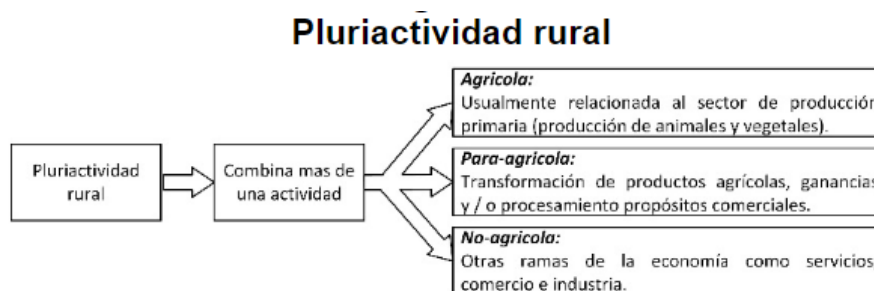 Pluriactividad rural
Pluriactividad
rural
Combina mas de
una actividad
Agricola:
Usualmente relacionada al sector de producción
primaria (producción de animales y vegetales).
Para-agricola:
Transformación de productos agrícolas, ganancias
y / o procesamiento propósitos comerciales.
No-agricola:
Otras ramas de la economía como servicios
comercio e industria.